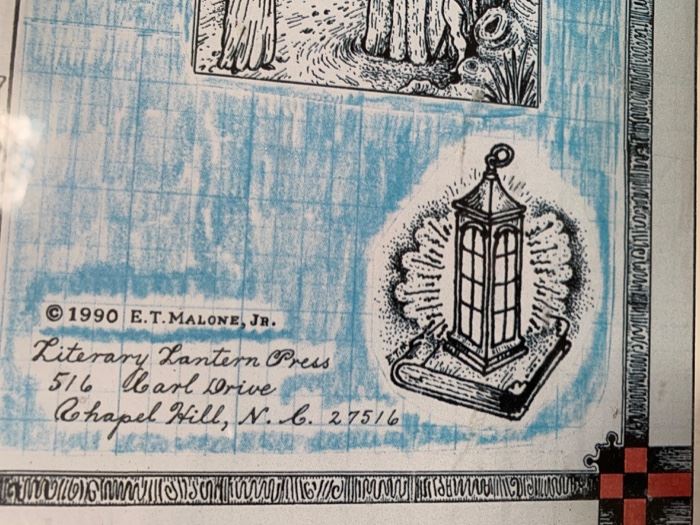 © 1990 E.T. MALONE, JR.
Literary Lantern Press
516 Carl Drive
Chapel Hill, N.C. 27516